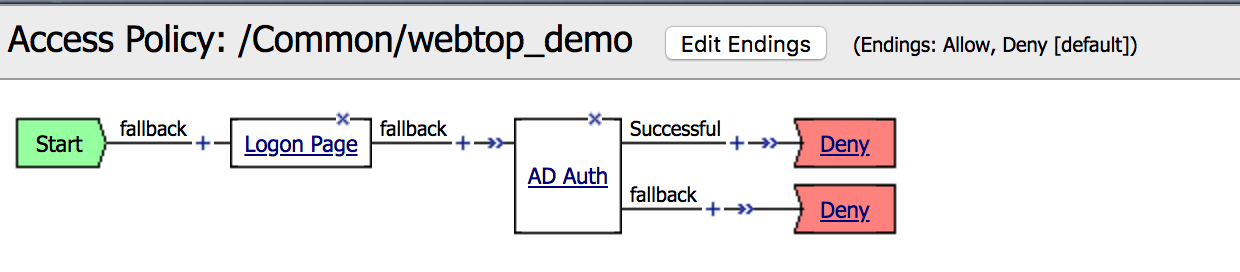 Access Policy: /Common/webtop_demo Edit Endings (Endings: Allow, Deny [default])
Start fallback + Logon Page fallback + AD Auth Successful + Deny
fallback + Deny